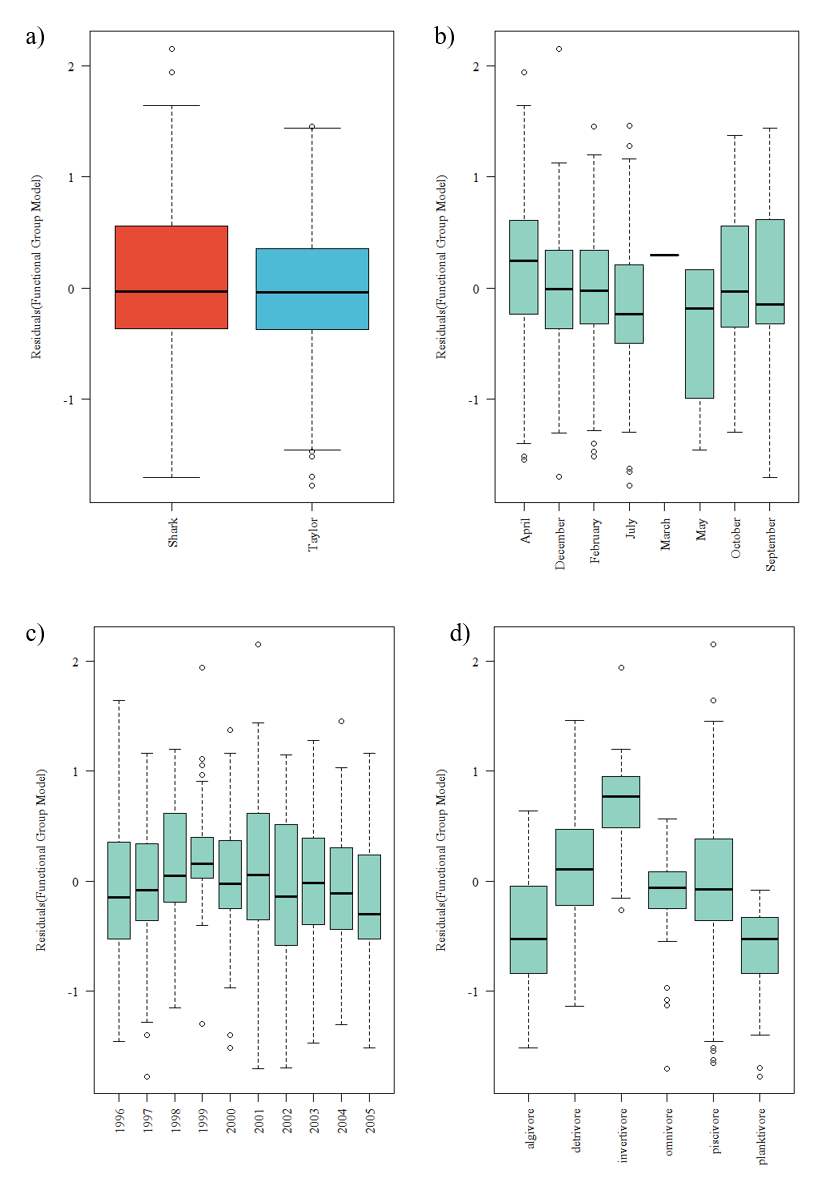 a)
Residuals(Functional Group Model)
2
1
0
-1
Shark
Taylor
b)
Residuals(Functional Group Model)
2
1
0
-1
April
December
February
July
March
May
October
September
c)
Residuals(Functional Group Model)
2
1
0
-1
1996
1997
1998
1999
2000
2001
2002
2003
2004
2005
d)
Residuals(Functional Group Model)
2
1
0
-1
algivore
detrivore
invertivore
omnivore
piscivore
planktivore